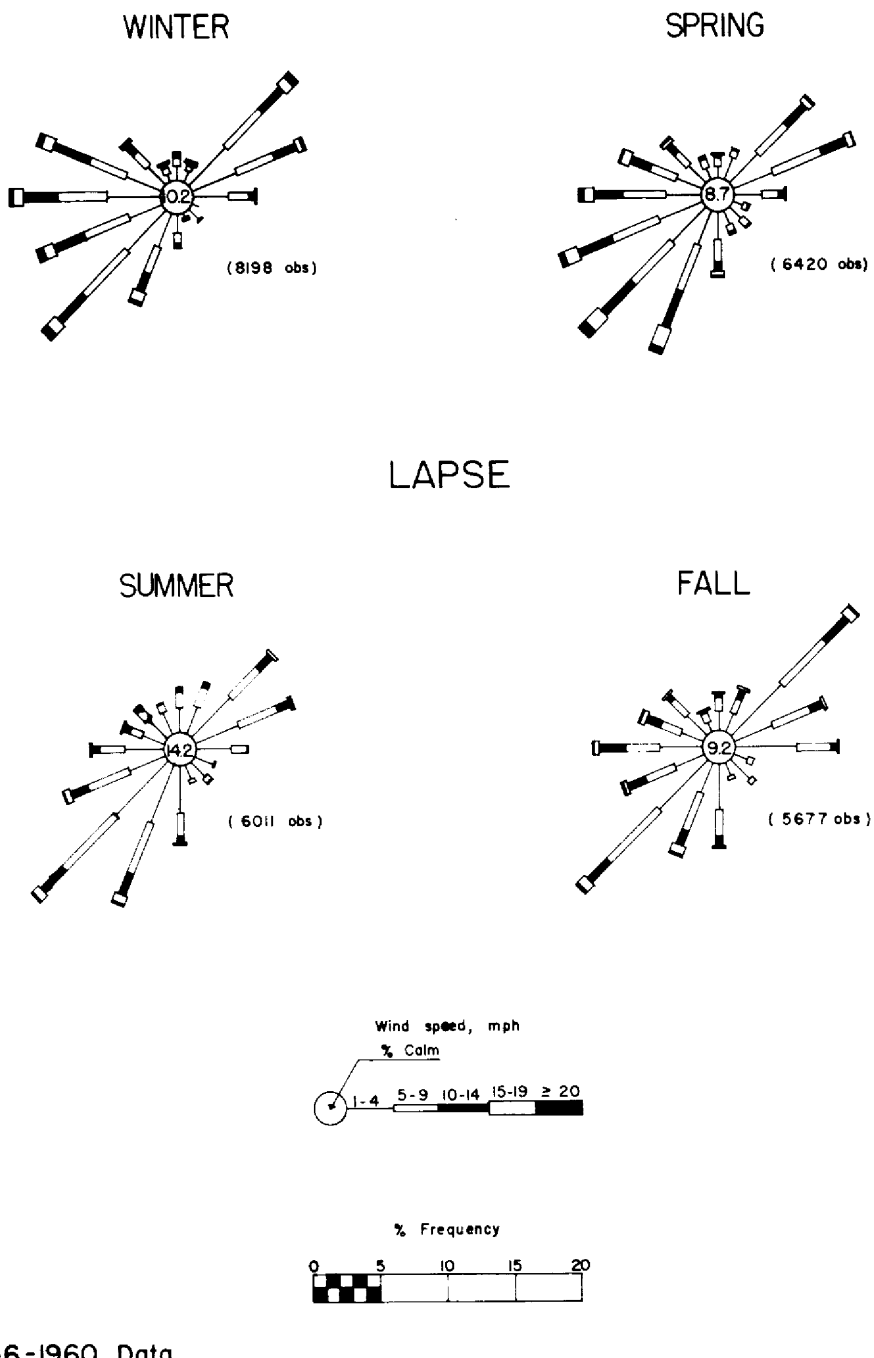 WINTER SPRING
10.2 8.7
(8198 obs) (6420 obs)
LAPSE
SUMMER FALL
14.2 9.2
(6011 obs) (5677 obs)
Wind speed, mph
% Calm
1-4 5-9 10-14 15-19 ≥ 20
% Frequency
0 5 10 15 20
6-1960 Data